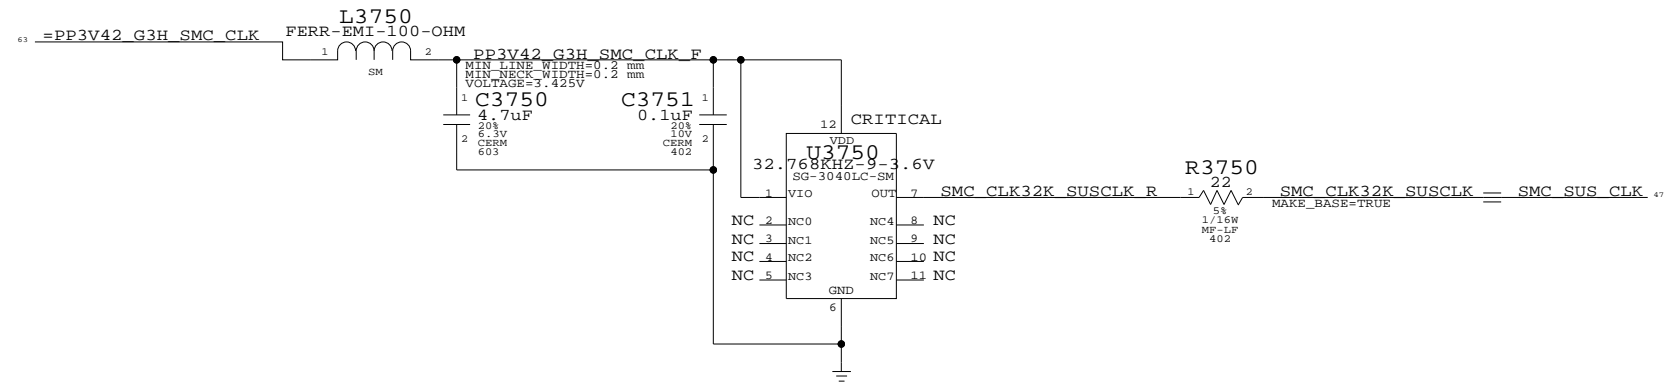 L3750
FERR-EMI-100-OHM
63 =PP3V42_G3H_SMC_CLK
1 2
SM
PP3V42_G3H_SMC_CLK_F
MIN_LINE_WIDTH=0.2 mm
MIN_NECK_WIDTH=0.2 mm
VOLTAGE=3.425V
1 C3750
4.7uF
20%
6.3V
2
CERM
603
C3751 1
0.1uF
20%
10V
2
CERM
402
12 CRITICAL
VDD
U3750
32.768KHZ-9-3.6V
SG-3040LC-SM
1 VIO OUT 7
NC 2 NC0 NC4 8 NC
NC 3 NC1 NC5 9 NC
NC 4 NC2 NC6 10 NC
NC 5 NC3 NC7 11 NC
GND
6
SMC_CLK32K_SUSCLK_R
R3750
22
1 2
5%
1/16W
MF-LF
402
SMC_CLK32K_SUSCLK
MAKE_BASE=TRUE
SMC_SUS_CLK 47